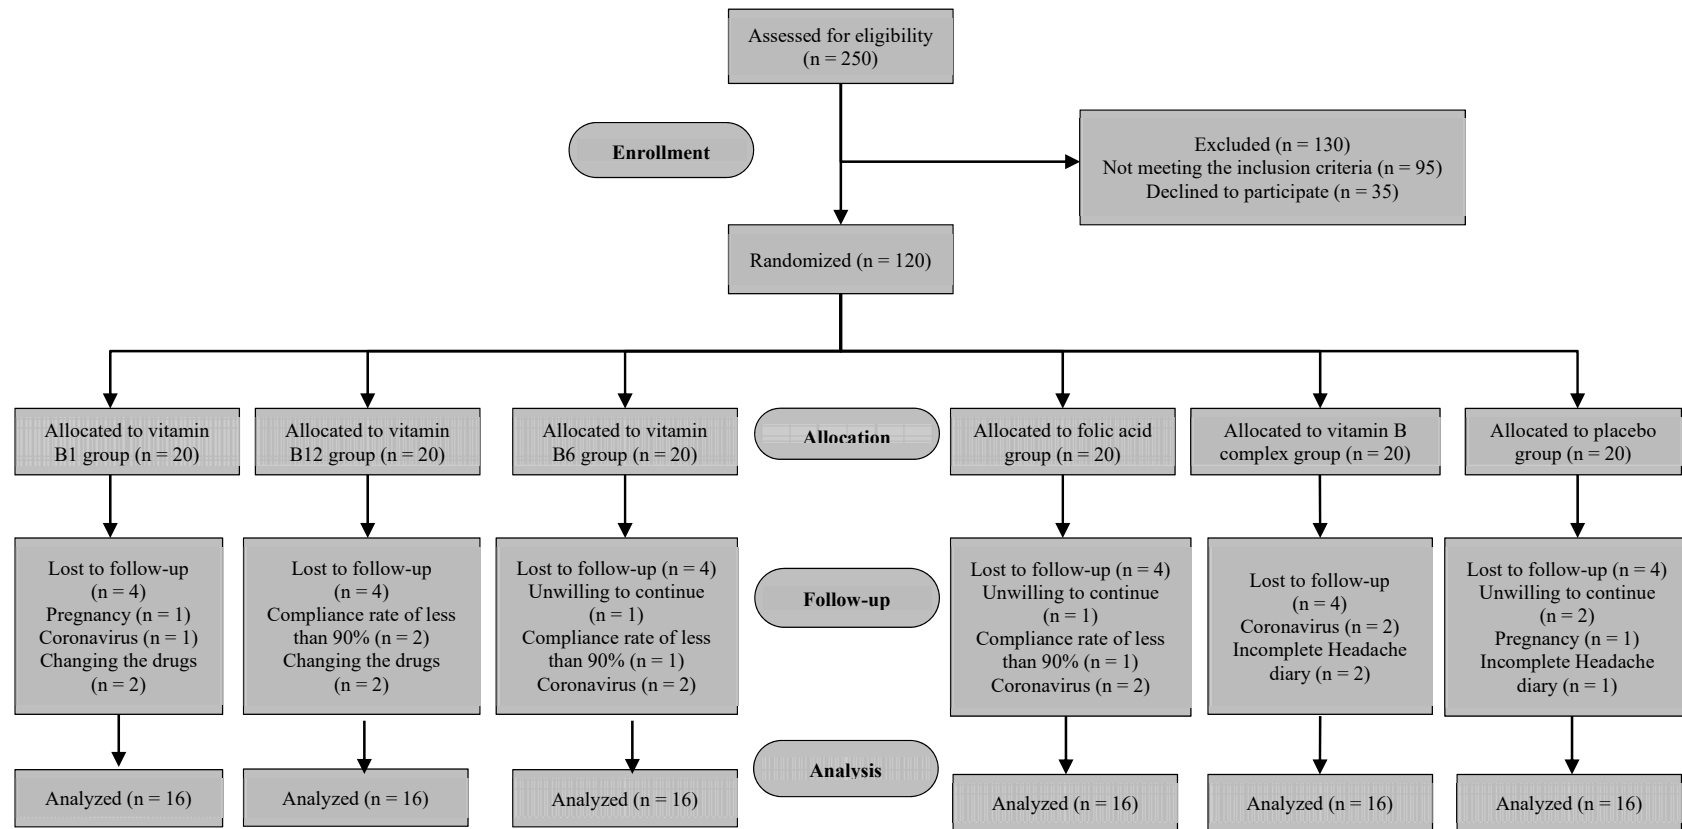 Assessed for eligibility
(n = 250)
Enrollment
Excluded (n = 130)
Not meeting the inclusion criteria (n = 95)
Declined to participate (n = 35)
Randomized (n = 120)
Allocated to vitamin
B1 group (n = 20)
Allocated to vitamin
B12 group (n = 20)
Allocated to vitamin
B6 group (n = 20)
Allocation
Allocated to folic acid
group (n = 20)
Allocated to vitamin B
complex group (n = 20)
Allocated to placebo
group (n = 20)
Lost to follow-up
(n = 4)
Pregnancy (n = 1)
Coronavirus (n = 1)
Changing the drugs
(n = 2)
Lost to follow-up
(n = 4)
Compliance rate of less
than 90% (n = 2)
Changing the drugs
(n = 2)
Lost to follow-up (n = 4)
Unwilling to continue
(n = 1)
Compliance rate of less
than 90% (n = 1)
Coronavirus (n = 2)
Follow-up
Lost to follow-up (n = 4)
Unwilling to continue
(n = 1)
Compliance rate of less
than 90% (n = 1)
Coronavirus (n = 2)
Lost to follow-up
(n = 4)
Coronavirus (n = 2)
Incomplete Headache
diary (n = 2)
Lost to follow-up (n = 4)
Unwilling to continue
(n = 2)
Pregnancy (n = 1)
Incomplete Headache
diary (n = 1)
Analysis
Analyzed (n = 16)
Analyzed (n = 16)
Analyzed (n = 16)
Analyzed (n = 16)
Analyzed (n = 16)
Analyzed (n = 16)